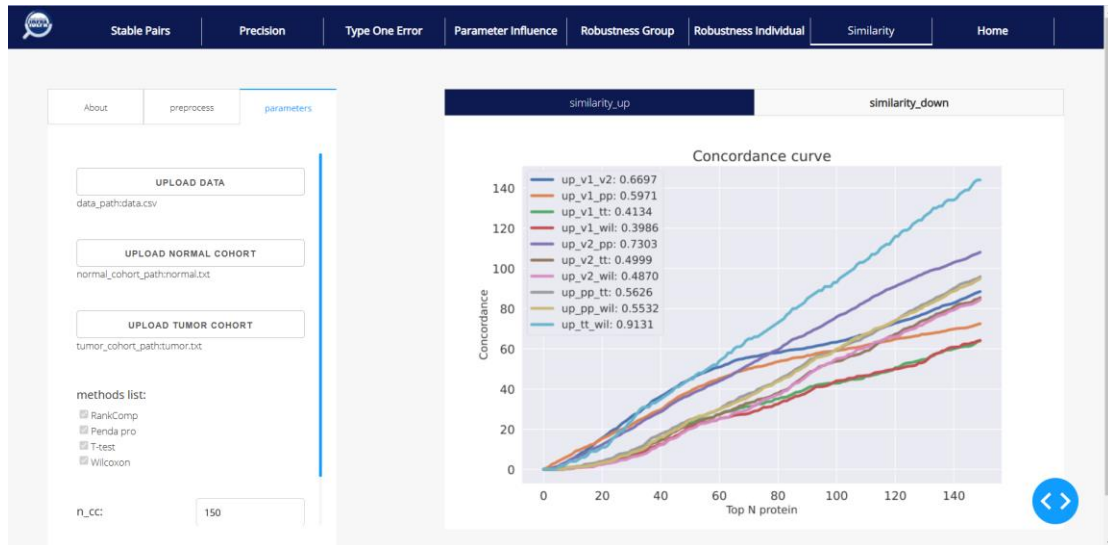 Stable Pairs
Precision
Type One Error
Parameter Influence
Robustness Group
Robustness Individual
Similarity
Home
About
preprocess
parameters
UPLOAD DATA
data_path:data.csv
UPLOAD NORMAL COHORT
normal_cohort_path:normal.txt
UPLOAD TUMOR COHORT
tumor_cohort_path:tumor.txt
methods list:
RankComp
Penda pro
T-test
Wilcoxon
n_cc:
150
similarity_up
similarity_down
Concordance curve
up_v1_v2: 0.6697
up_v1_pp: 0.5971
up_v1_tt: 0.4134
up_v1_wil: 0.3986
up_v2_pp: 0.7303
up_v2_tt: 0.4999
up_v2_wil: 0.4870
up_pp_tt: 0.5626
up_pp_wil: 0.5532
up_tt_wil: 0.9131
Concordance
140
120
100
80
60
40
20
0
0 20 40 60 80 100 120 140
Top N protein